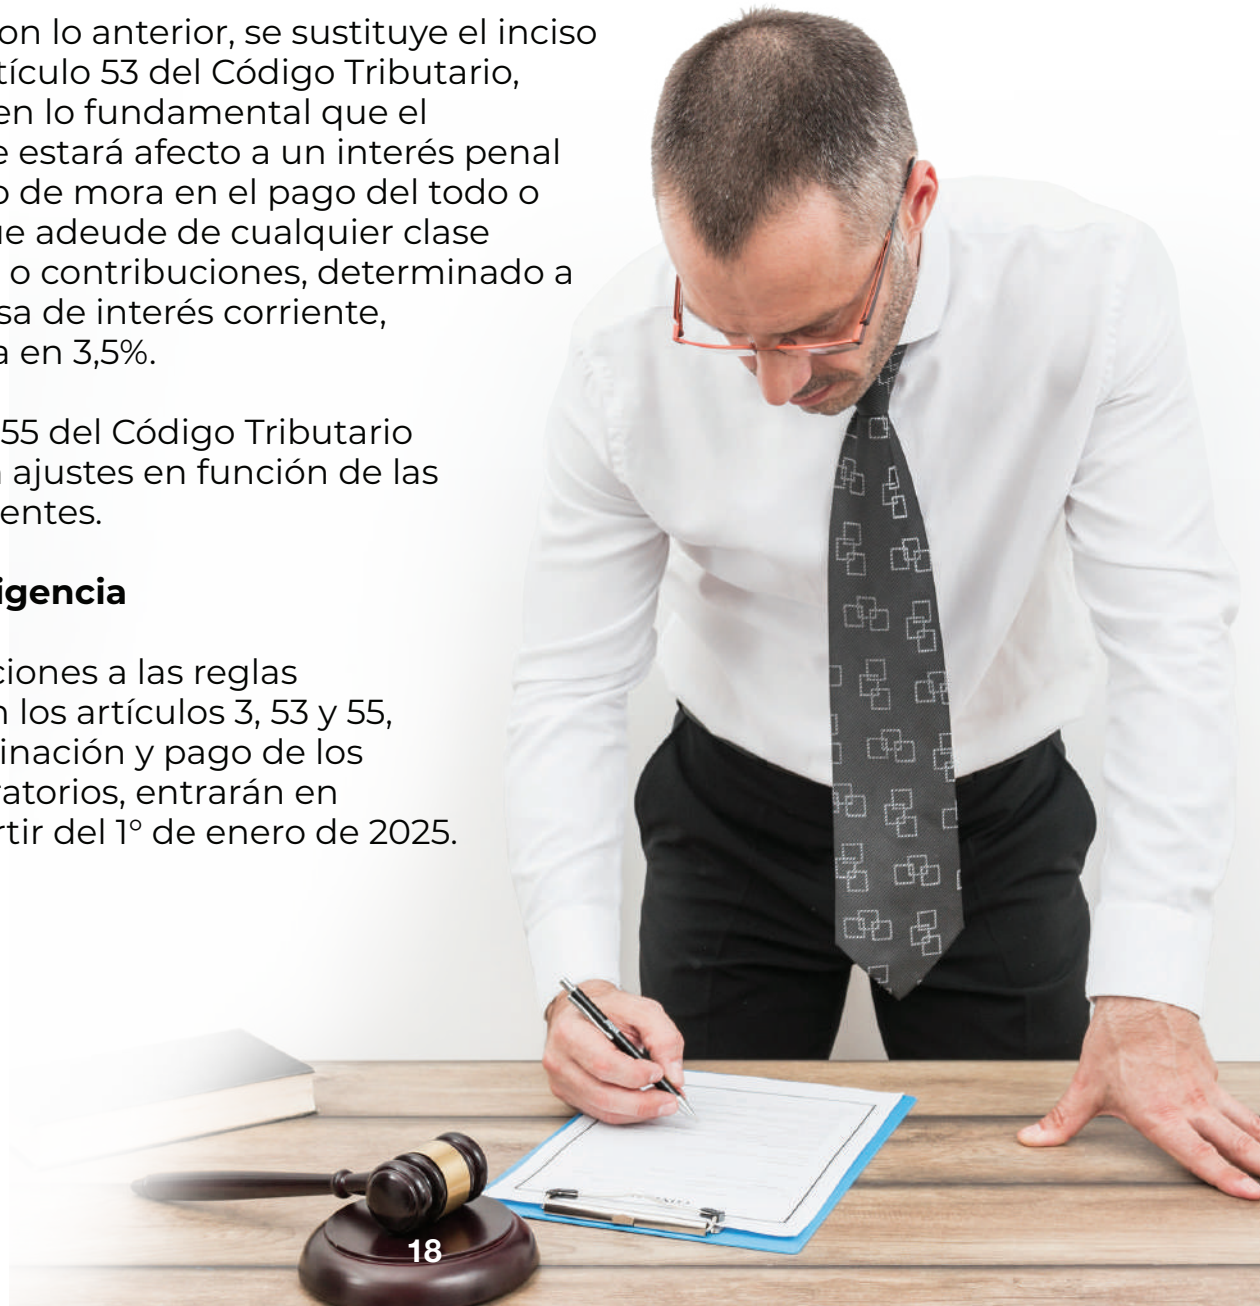 on lo anterior, se sustituye el inciso
tículo 53 del Código Tributario,
en lo fundamental que el
e estará afecto a un interés penal
o de mora en el pago del todo o
ue adeude de cualquier clase
o contribuciones, determinado a
sa de interés corriente,
a en 3,5%.
55 del Código Tributario
n ajustes en función de las
entes.
igencia
ciones a las reglas
n los artículos 3, 53 y 55,
inación y pago de los
ratorios, entrarán en
rtir del 1° de enero de 2025.
18